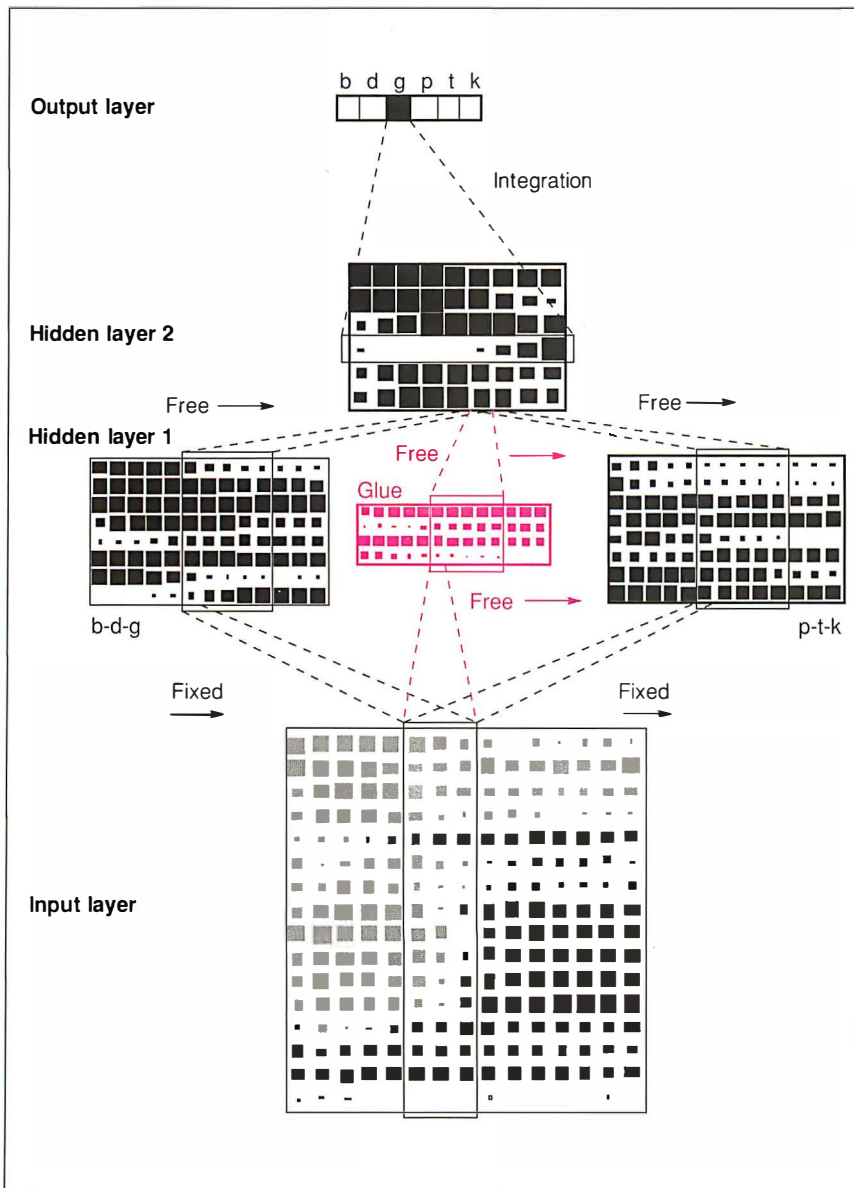 b d g p t k
Output layer
Integration
Hidden layer 2
Free
Free
Hidden layer 1
Free
Glue
Free
b-d-g
p-t-k
Fixed
Fixed
Input layer